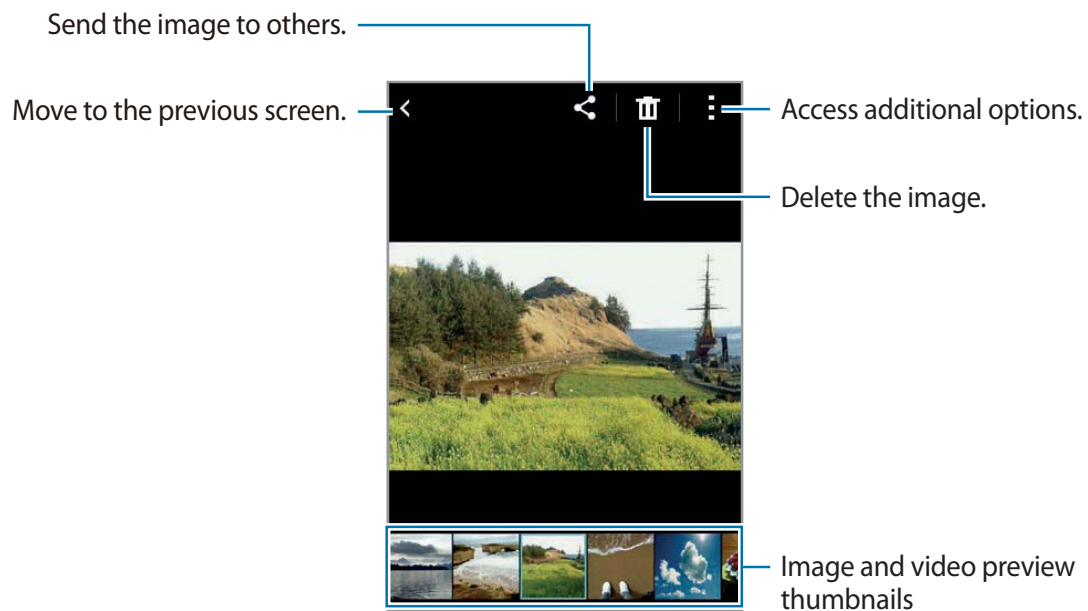 Send the image to others.
Move to the previous screen.
Access additional options.
Delete the image.
Image and video preview
thumbnails